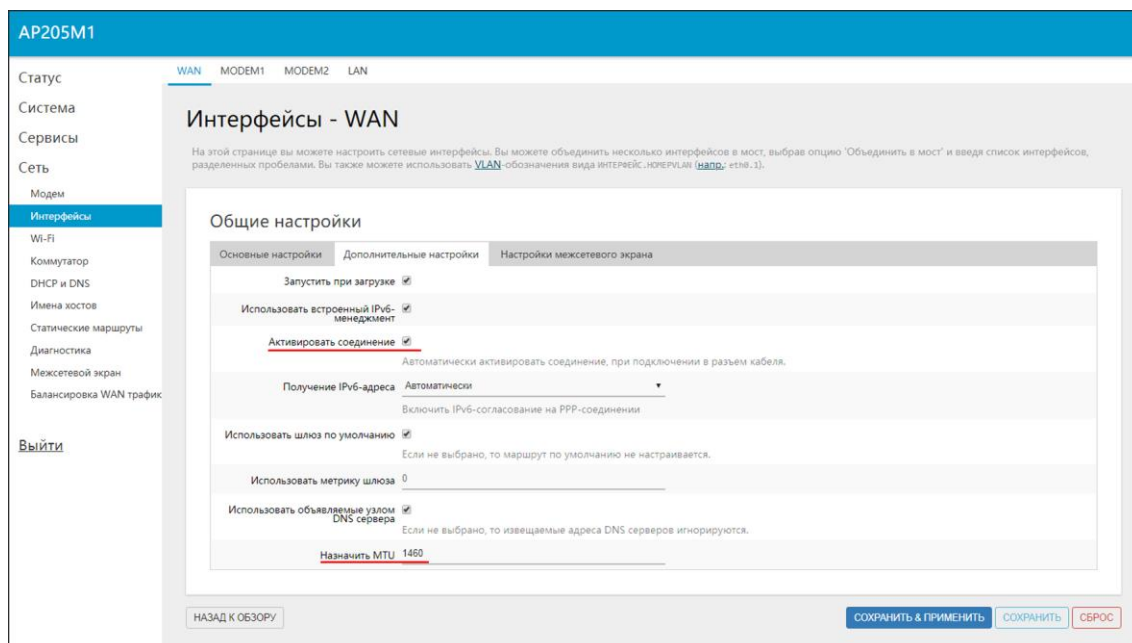 AP205M1
Статус
Система
Сервисы
Сеть
Модем
Интерфейсы
Wi-Fi
Коммутатор
DHCP и DNS
Имена хостов
Статические маршруты
Диагностика
Межсетевой экран
Балансировка WAN трафик
Выйти
WAN MODEM1 MODEM2 LAN
Интерфейсы - WAN
На этой странице вы можете настроить сетевые интерфейсы. Вы можете объединить несколько интерфейсов в мост, выбрав опцию 'Объединить в мост' и введя список интерфейсов,
разделенных пробелами. Вы также можете использовать VLAN-обозначения вида ИНТЕРФЕЙС.НОМЕРVLAN (напр.: eth0.1).
Общие настройки
Основные настройки Дополнительные настройки Настройки межсетевого экрана
Запустить при загрузке
Использовать встроенный IPv6-
менеджмент
Активировать соединение
Автоматически активировать соединение, при подключении в разъем кабеля.
Получение IPv6-адреса Автоматически
Включить IPv6-согласование на PPP-соединении
Использовать шлюз по умолчанию
Если не выбрано, то маршрут по умолчанию не настраивается.
Использовать метрику шлюза 0
Использовать объявляемые узлом
DNS сервера
Если не выбрано, то извещаемые адреса DNS серверов игнорируются.
Назначить MTU 1460
НАЗАД К ОБЗОРУ СОХРАНИТЬ & ПРИМЕНИТЬ СОХРАНИТЬ СБРОС